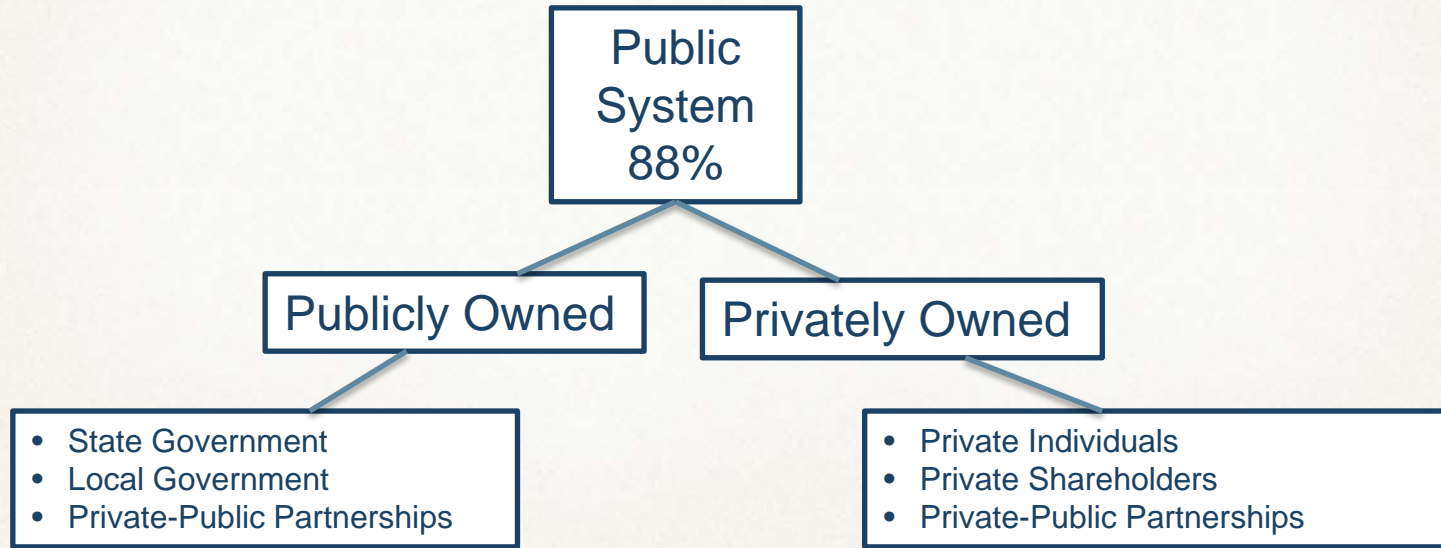 Public
System
88%
Publicly Owned
Privately Owned
• State Government
• Local Government
• Private-Public Partnerships
• Private Individuals
• Private Shareholders
• Private-Public Partnerships